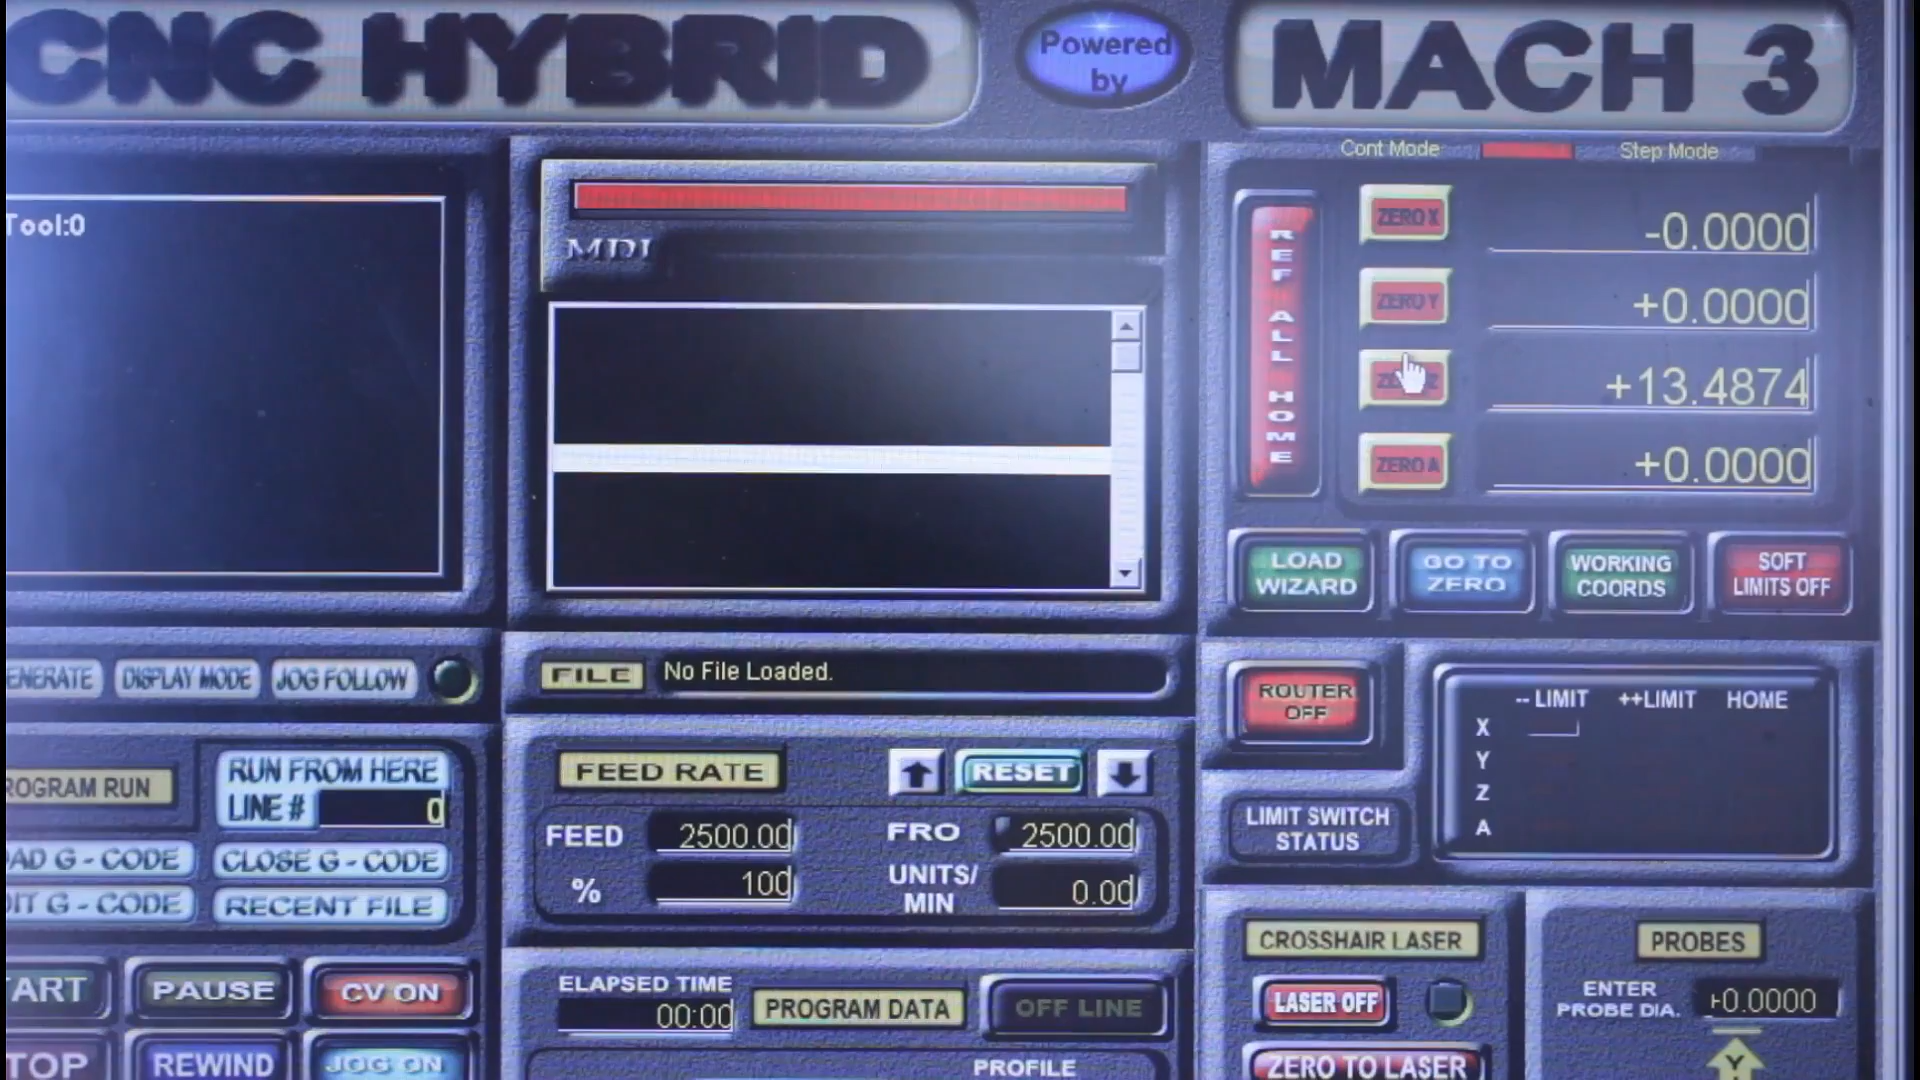 CNC HYBRID
Powered
by
MACH 3
Cont Mode
Step Mode
Tool:0
MDI
REF ALL HOME
ZERO X
-0.0000
ZERO Y
+0.0000
+13.4874
ZERO A
+0.0000
LOAD
WIZARD
GO TO
ZERO
WORKING
COORDS
SOFT
LIMITS OFF
ENERATE
DISPLAY MODE
JOG FOLLOW
FILE
No File Loaded.
ROUTER
OFF
-- LIMIT
++LIMIT
HOME
X
Y
Z
A
LIMIT SWITCH
STATUS
ROGRAM RUN
RUN FROM HERE
LINE # 0
AD G - CODE
CLOSE G - CODE
IT G - CODE
RECENT FILE
FEED RATE
RESET
FEED 2500.00
FRO 2500.00
% 100
UNITS/
MIN 0.00
ART
PAUSE
CV ON
TOP
REWIND
JOG ON
ELAPSED TIME
00:00
PROGRAM DATA
OFF LINE
PROFILE
CROSSHAIR LASER
LASER OFF
ZERO TO LASER
PROBES
ENTER
PROBE DIA.
+0.0000
Y